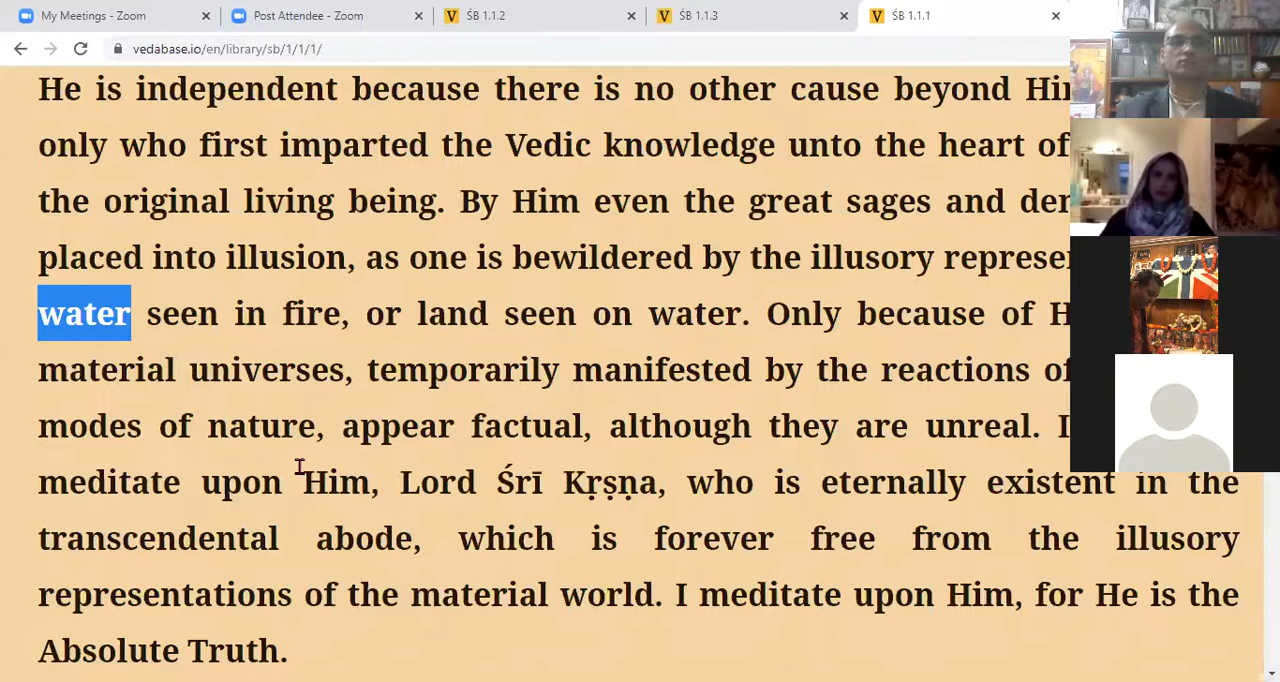 My Meetings - Zoom
Post Attendee - Zoom
ŚB 1.1.2
ŚB 1.1.3
ŚB 1.1.1
vedabase.io/en/library/sb/1/1/1/
He is independent because there is no other cause beyond
only who first imparted the Vedic knowledge unto the heart of
the original living being. By Him even the great sages and
placed into illusion, as one is bewildered by the illusory
water seen in fire, or land seen on water. Only because of
material universes, temporarily manifested by the reactions of
modes of nature, appear factual, although they are unreal. I
meditate upon Him, Lord Śrī Kṛṣṇa, who is eternally existent in the
transcendental abode, which is forever free from the illusory
representations of the material world. I meditate upon Him, for He is the
Absolute Truth.